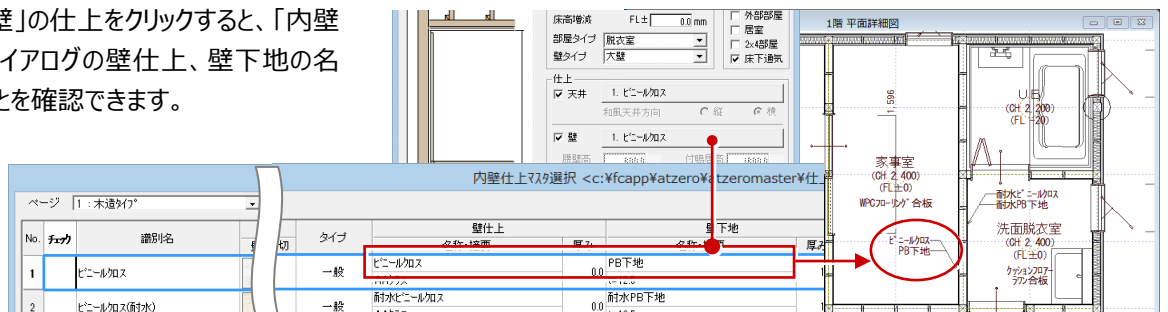 壁」の仕上をクリックすると、「内壁
イアログの壁仕上、壁下地の名
とを確認できます。
床高増減 FL± 0.0 mm
部屋タイプ 脱衣室
壁タイプ 大壁
外部部屋
居室
2x4部屋
床下通気
仕上
天井 1. ビニールクロス
和風天井方向 縦 横
壁 1. ビニールクロス
腰壁高
1階 平面詳細図
1,596
UB
(CH 2,200)
(FL -20)
家事室
(CH 2,400)
(FL±0)
WPCフローリング合板
耐水ビニールクロス
耐水PB下地
洗面脱衣室
(CH 2,400)
(FL±0)
クッションフロアー
ラワン合板
ビニールクロス
PB下地
内壁仕上マスタ選択 <c:¥fcapp¥atzero¥atzeromaster¥仕上
ページ 1 : 木造タイプ
No. チェック 識別名 切 タイプ 壁仕上 壁下地
名称・摘要 厚み 名称・摘要 厚み
1 ビニールクロス 一般 ビニールクロス 0.0 PB下地
2 ビニールクロス(耐水) 一般 耐水ビニールクロス 0.0 耐水PB下地